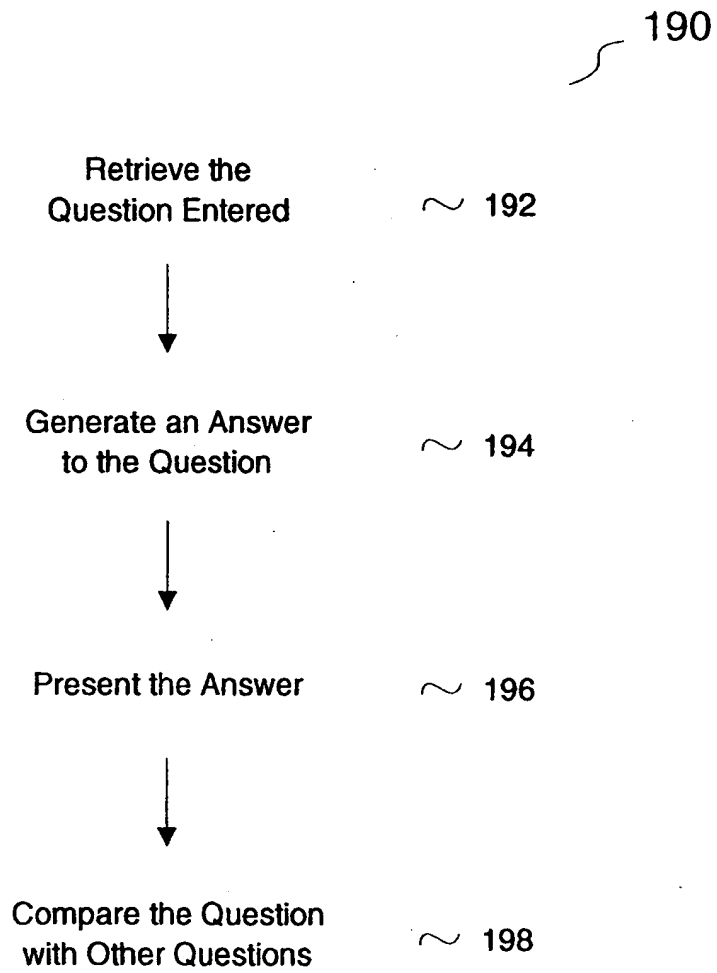 190
Retrieve the
Question Entered
192
Generate an Answer
to the Question
194
Present the Answer
196
Compare the Question
with Other Questions
198